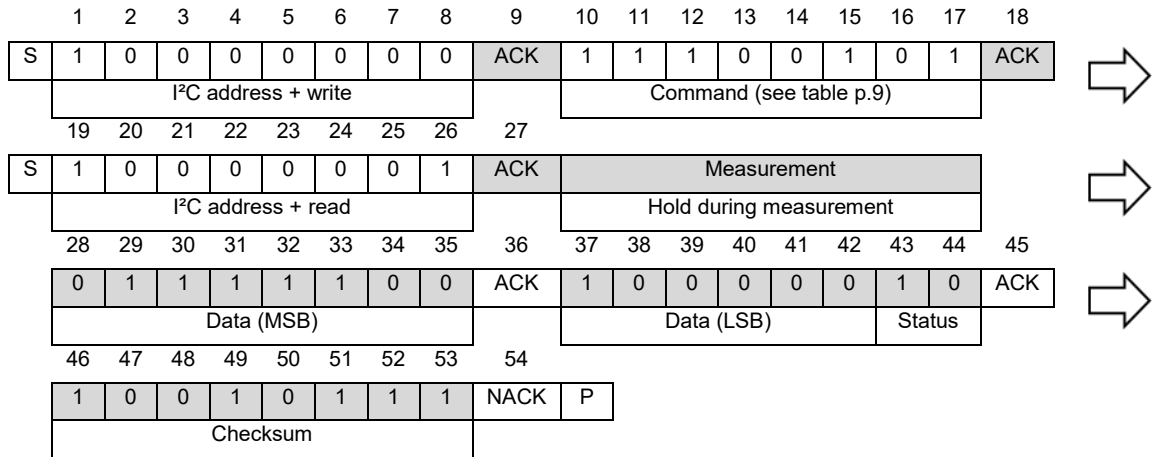 1 2 3 4 5 6 7 8 9 10 11 12 13 14 15 16 17 18
S 1 0 0 0 0 0 0 0 ACK 1 1 1 0 0 1 0 1 ACK
I²C address + write Command (see table p.9)
19 20 21 22 23 24 25 26 27
S 1 0 0 0 0 0 0 1 ACK Measurement
I²C address + read Hold during measurement
28 29 30 31 32 33 34 35 36 37 38 39 40 41 42 43 44 45
0 1 1 1 1 1 0 0 ACK 1 0 0 0 0 0 1 0 ACK
Data (MSB) Data (LSB) Status
46 47 48 49 50 51 52 53 54
1 0 0 1 0 1 1 1 NACK P
Checksum